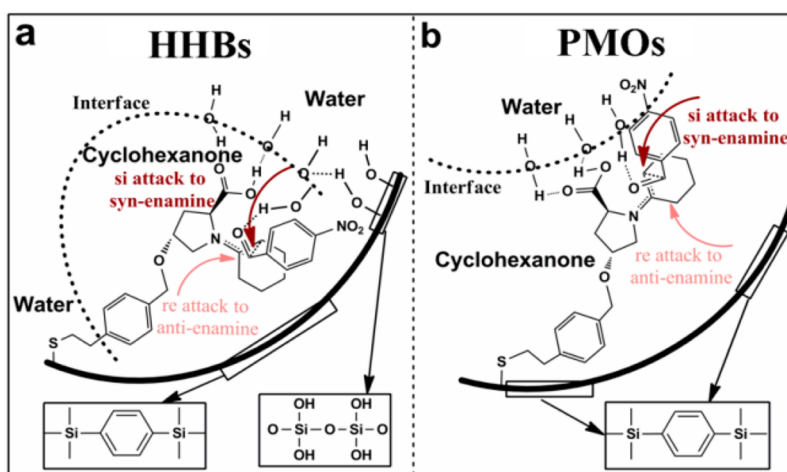 a
HHBs
Interface
Water
H
O
H
H
O
H
H
O
H
O
H
O
H
O
Cyclohexanone
si attack to
syn-enamine
O
O
H
O
N
NO₂
re attack to
anti-enamine
O
Water
S
Si
Si
OH
OH
O
Si
O
Si
O
OH
OH
b
PMOs
Water
O₂N
si attack to
syn-enamine
H
O
H
H
O
H
H
O
H
Interface
O
HO
O
N
Cyclohexanone
re attack to
anti-enamine
O
S
Si
Si